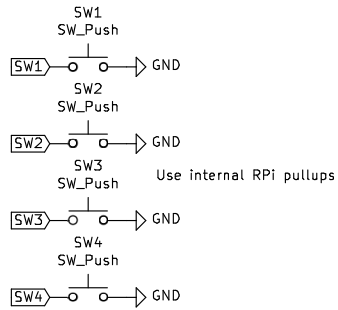 SW1
SW_Push
SW1 GND
SW2
SW_Push
SW2 GND
SW3
SW_Push
Use internal RPi pullups
SW3 GND
SW4
SW_Push
SW4 GND